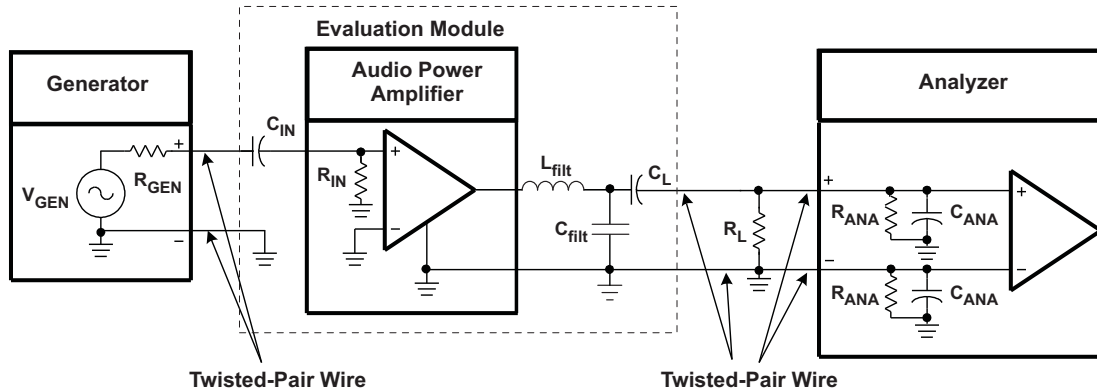 Evaluation Module
Generator
Audio Power
Amplifier
Analyzer
C_IN
+
R_GEN
V_GEN
−
R_IN
+
−
L_filt
C_L
C_filt
R_L
+
R_ANA
C_ANA
+
−
R_ANA
C_ANA
−
Twisted-Pair Wire
Twisted-Pair Wire